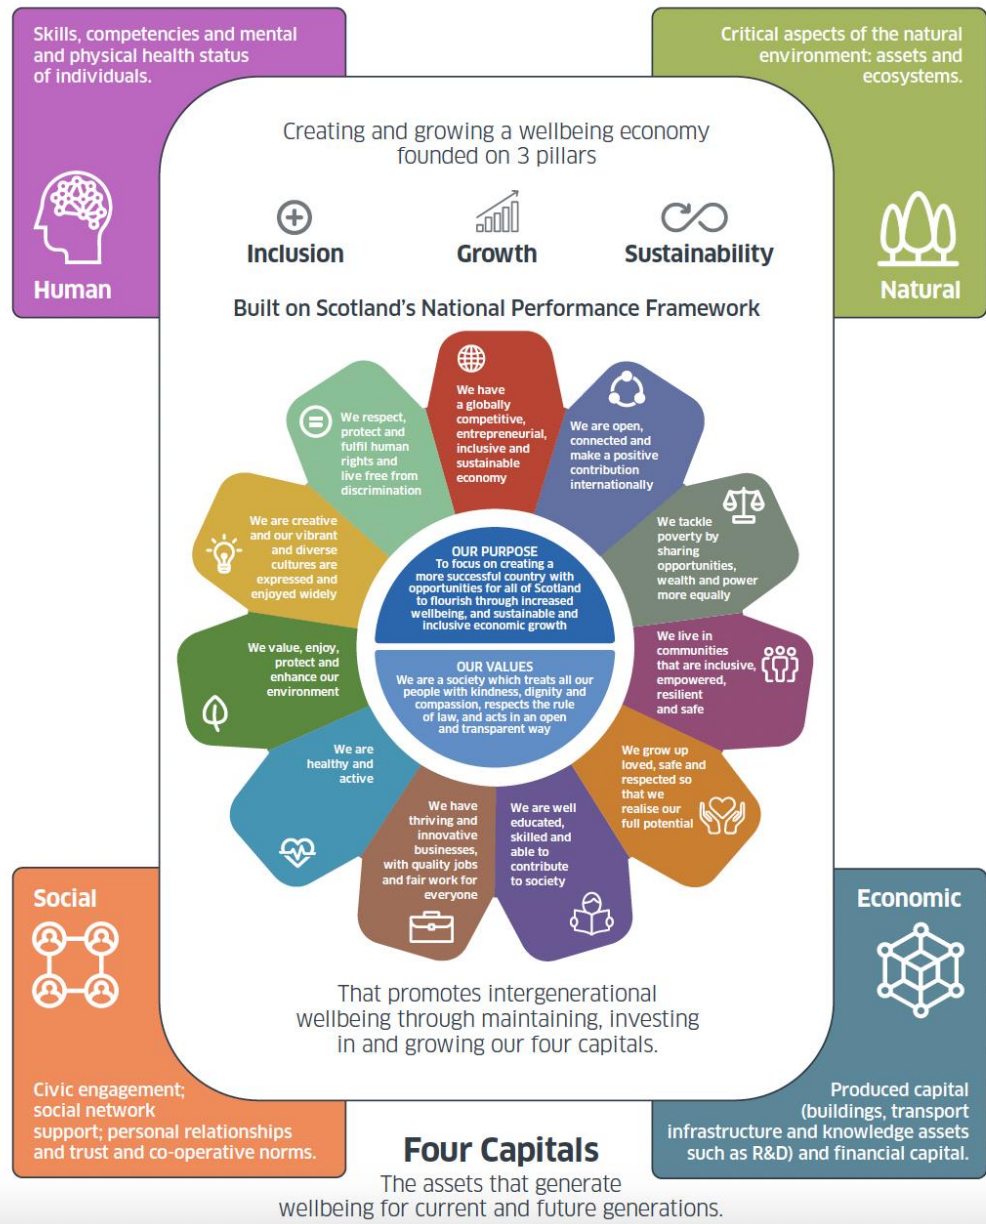 Skills, competencies and mental
and physical health status
of individuals.
Human
Critical aspects of the natural
environment: assets and
ecosystems.
Natural
Creating and growing a wellbeing economy
founded on 3 pillars
Inclusion
Growth
Sustainability
Built on Scotland's National Performance Framework
We have
a globally
competitive,
entrepreneurial,
inclusive and
sustainable
economy
We are open,
connected and
make a positive
contribution
internationally
We tackle
poverty by
sharing
opportunities,
wealth and power
more equally
We live in
communities
that are inclusive,
empowered,
resilient
and safe
We grow up
loved, safe and
respected so
that we
realise our
full potential
We are well
educated,
skilled and
able to
contribute
to society
We have
thriving and
innovative
businesses,
with quality jobs
and fair work for
everyone
We are
healthy and
active
We value, enjoy,
protect and
enhance our
environment
We are creative
and our vibrant
and diverse
cultures are
expressed and
enjoyed widely
We respect,
protect and
fulfil human
rights and
live free from
discrimination
OUR PURPOSE
To focus on creating a
more successful country with
opportunities for all of Scotland
to flourish through increased
wellbeing, and sustainable and
inclusive economic growth
OUR VALUES
We are a society which treats all our
people with kindness, dignity and
compassion, respects the rule
of law, and acts in an open
and transparent way
That promotes intergenerational
wellbeing through maintaining, investing
in and growing our four capitals.
Social
Civic engagement;
social network
support; personal relationships
and trust and co-operative norms.
Economic
Produced capital
(buildings, transport
infrastructure and knowledge assets
such as R&D) and financial capital.
Four Capitals
The assets that generate
wellbeing for current and future generations.